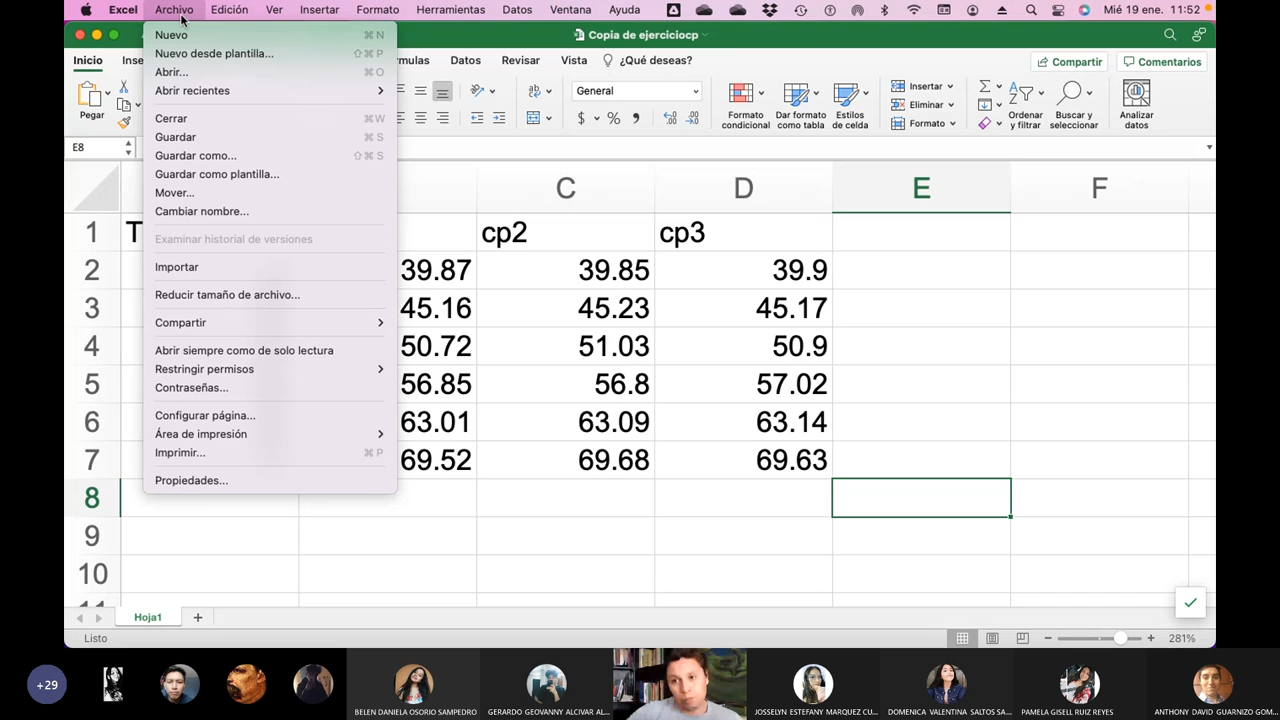 Excel Archivo Edición Ver Insertar Formato Herramientas Datos Ventana Ayuda Mié 19 ene. 11:52
Copia de ejerciciocp
Inicio Inse rmulas Datos Revisar Vista ¿Qué deseas? Compartir Comentarios
Nuevo ⌘ N
Nuevo desde plantilla... ⇧ ⌘ P
Abrir... ⌘ O
Abrir recientes
Cerrar ⌘ W
Guardar ⌘ S
Guardar como... ⇧ ⌘ S
Guardar como plantilla...
Mover...
Cambiar nombre...
Examinar historial de versiones
Importar
Reducir tamaño de archivo...
Compartir
Abrir siempre como de solo lectura
Restringir permisos
Contraseñas...
Configurar página...
Área de impresión
Imprimir... ⌘ P
Propiedades...
Pegar
General
$ %
Formato condicional
Dar formato como tabla
Estilos de celda
Insertar
Eliminar
Formato
Ordenar y filtrar
Buscar y seleccionar
Analizar datos
E8
C D E F
1 T cp2 cp3
2 39.87 39.85 39.9
3 45.16 45.23 45.17
4 50.72 51.03 50.9
5 56.85 56.8 57.02
6 63.01 63.09 63.14
7 69.52 69.68 69.63
8
9
10
11
Hoja1 +
Listo 281%
+29
BELEN DANIELA OSORIO SAMPEDRO
GERARDO GEOVANNY ALCIVAR AL...
JOSSELYN ESTEFANY MARQUEZ CU...
DOMENICA VALENTINA SALTOS SA...
PAMELA GISELL RUIZ REYES
ANTHONY DAVID GUARNIZO GOM...